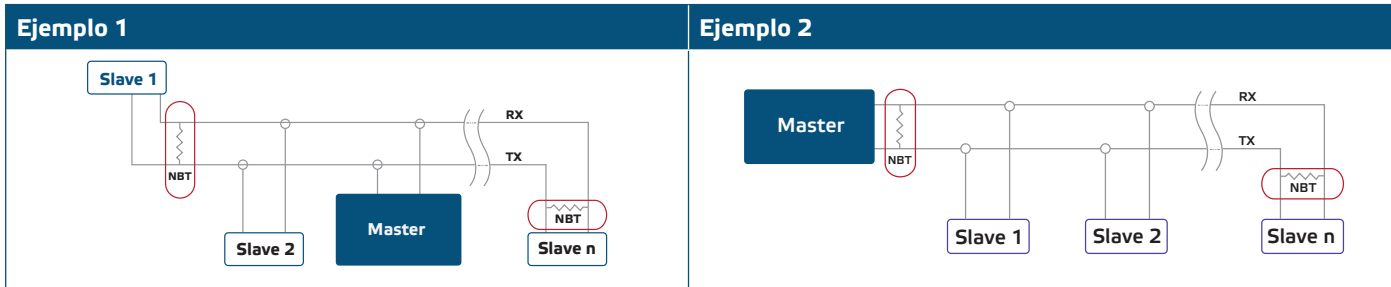 Ejemplo 1
Slave 1
RX
TX
NBT
NBT
Master
Slave 2
Slave n
Ejemplo 2
Master
RX
TX
NBT
NBT
Slave 1
Slave 2
Slave n